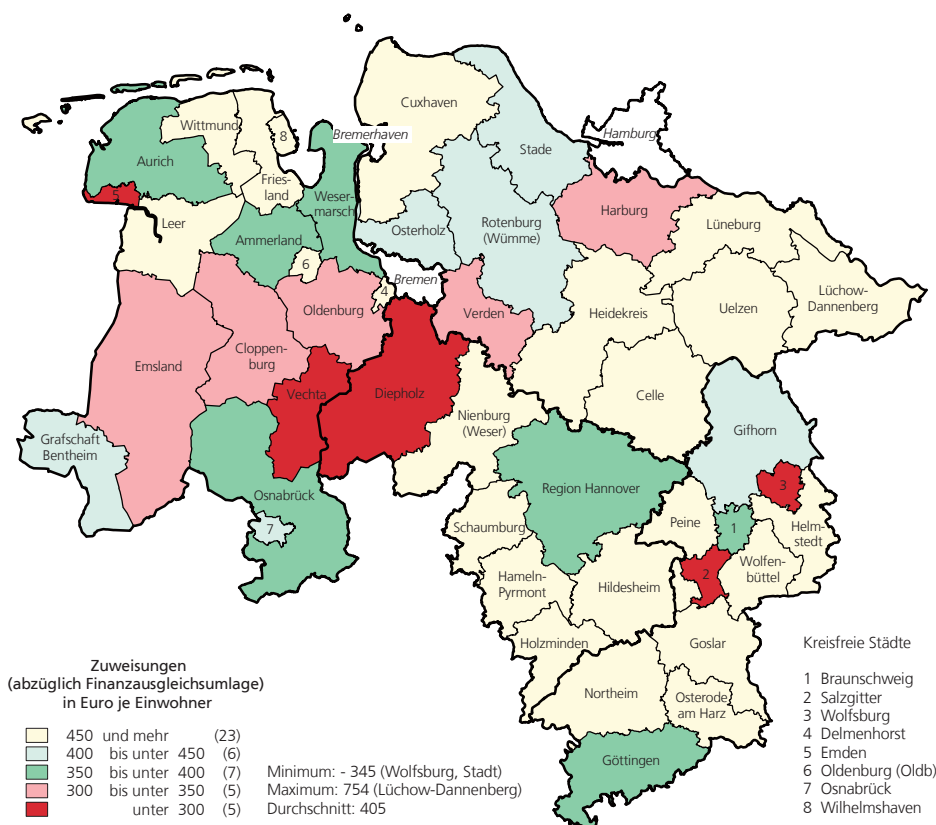 Cuxhaven
Wittmund
8
Bremerhaven
Hamburg
Stade
Aurich
Fries-
land
Weser-
marsch
5
Harburg
Leer
Osterholz
Rotenburg
(Wümme)
Lüneburg
Ammerland
6
Bremen
4
Lüchow-
Dannenberg
Oldenburg
Verden
Heidekreis
Uelzen
Cloppen-
burg
Emsland
Vechta
Diepholz
Celle
Nienburg
(Weser)
Gifhorn
Grafschaft
Bentheim
3
Region Hannover
Osnabrück
7
Schaumburg
Peine
1
Helm-
stedt
Wolfen-
büttel
2
Hameln-
Pyrmont
Hildesheim
Holzminden
Goslar
Northeim
Osterode
am Harz
Göttingen
Zuweisungen
(abzüglich Finanzausgleichsumlage)
in Euro je Einwohner
450 und mehr (23)
400 bis unter 450 (6)
350 bis unter 400 (7)
300 bis unter 350 (5)
unter 300 (5)
Minimum: - 345 (Wolfsburg, Stadt)
Maximum: 754 (Lüchow-Dannenberg)
Durchschnitt: 405
Kreisfreie Städte
1 Braunschweig
2 Salzgitter
3 Wolfsburg
4 Delmenhorst
5 Emden
6 Oldenburg (Oldb)
7 Osnabrück
8 Wilhelmshaven